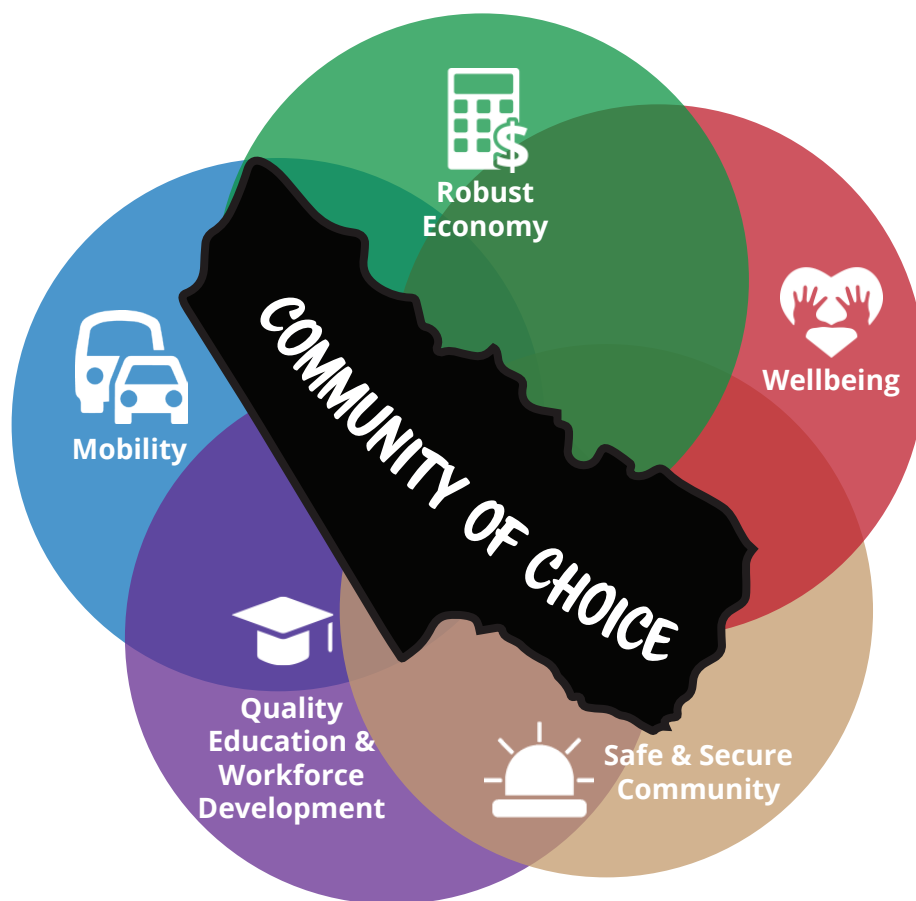 $
Robust
Economy
Wellbeing
Mobility
COMMUNITY OF CHOICE
Quality
Education &
Workforce
Development
Safe & Secure
Community